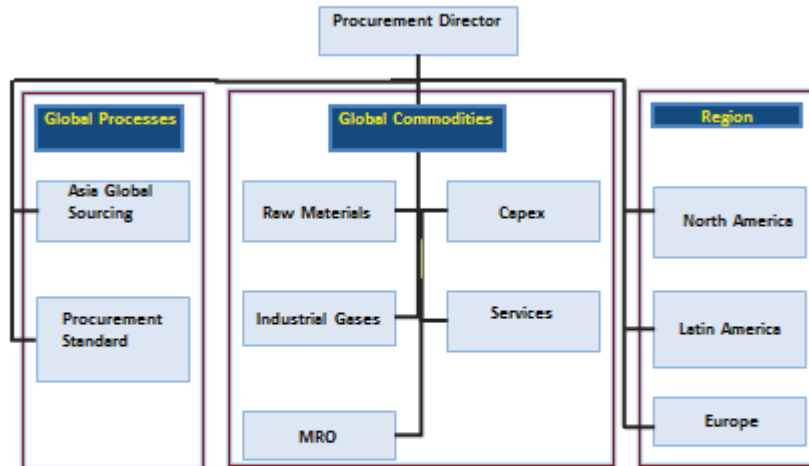 Procurement Director
Global Processes
Asia Global
Sourcing
Procurement
Standard
Global Commodities
Raw Materials
Capex
Industrial Gases
Services
MRO
Region
North America
Latin America
Europe